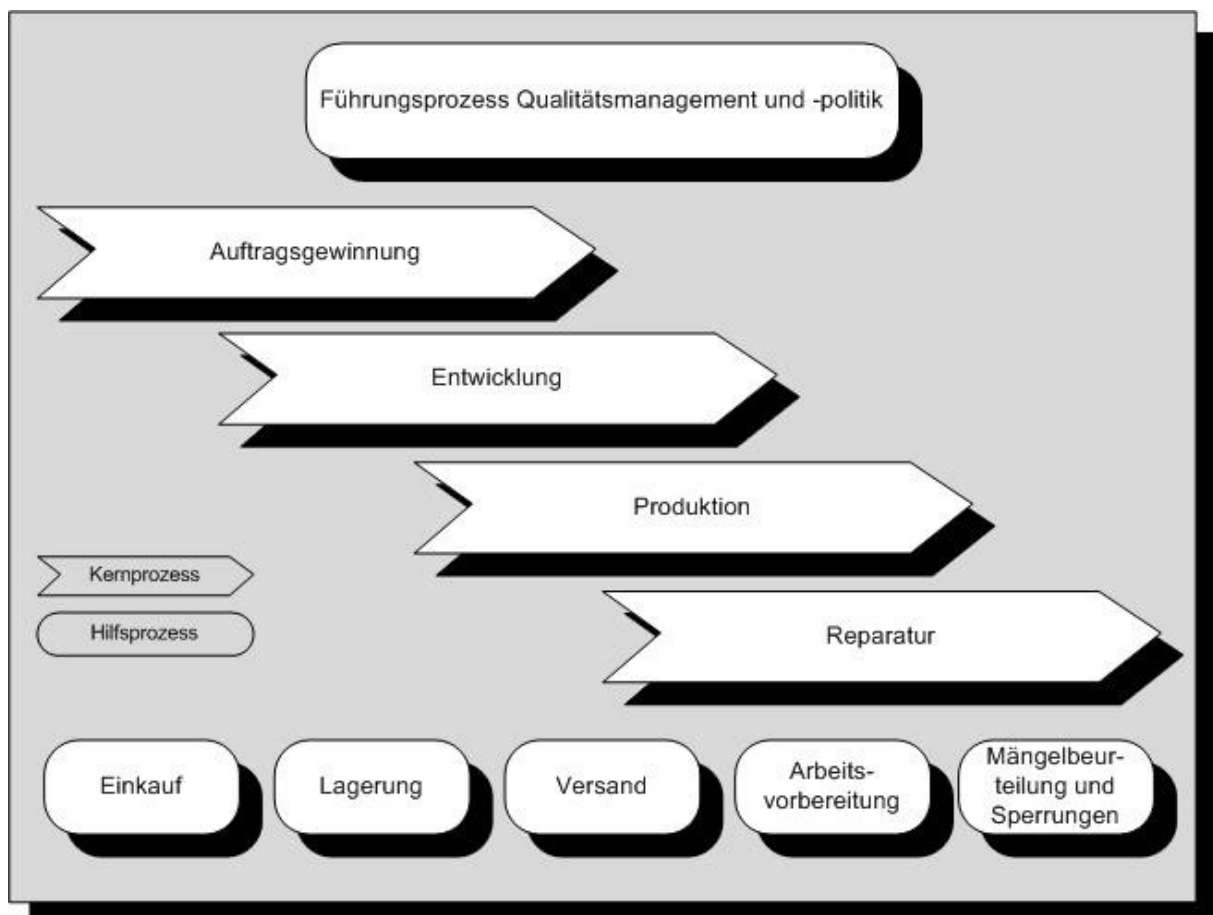 Führungsprozess Qualitätsmanagement und -politik
Auftragsgewinnung
Entwicklung
Produktion
Kernprozess
Hilfsprozess
Reparatur
Einkauf
Lagerung
Versand
Arbeits-
vorbereitung
Mängelbeur-
teilung und
Sperrungen